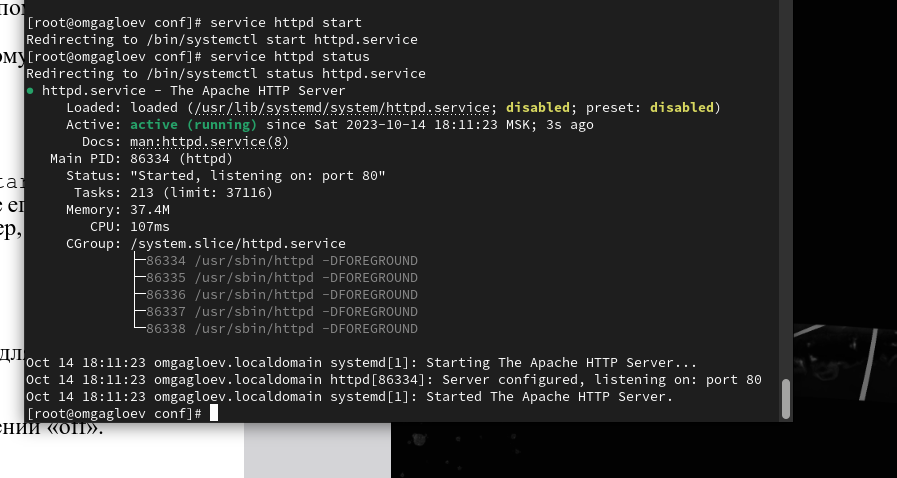 [root@omgagloev conf]# service httpd start
Redirecting to /bin/systemctl start httpd.service
[root@omgagloev conf]# service httpd status
Redirecting to /bin/systemctl status httpd.service
● httpd.service - The Apache HTTP Server
Loaded: loaded (/usr/lib/systemd/system/httpd.service; disabled; preset: disabled)
Active: active (running) since Sat 2023-10-14 18:11:23 MSK; 3s ago
Docs: man:httpd.service(8)
Main PID: 86334 (httpd)
Status: "Started, listening on: port 80"
Tasks: 213 (limit: 37116)
Memory: 37.4M
CPU: 107ms
CGroup: /system.slice/httpd.service
├─86334 /usr/sbin/httpd -DFOREGROUND
├─86335 /usr/sbin/httpd -DFOREGROUND
├─86336 /usr/sbin/httpd -DFOREGROUND
├─86337 /usr/sbin/httpd -DFOREGROUND
└─86338 /usr/sbin/httpd -DFOREGROUND
Oct 14 18:11:23 omgagloev.localdomain systemd[1]: Starting The Apache HTTP Server...
Oct 14 18:11:23 omgagloev.localdomain httpd[86334]: Server configured, listening on: port 80
Oct 14 18:11:23 omgagloev.localdomain systemd[1]: Started The Apache HTTP Server.
[root@omgagloev conf]#
«off».